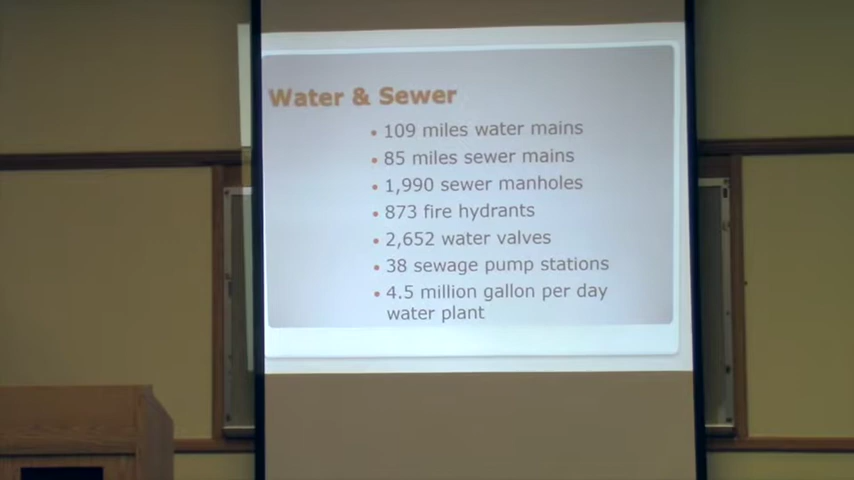 Water & Sewer
• 109 miles water mains
• 85 miles sewer mains
• 1,990 sewer manholes
• 873 fire hydrants
• 2,652 water valves
• 38 sewage pump stations
• 4.5 million gallon per day
water plant